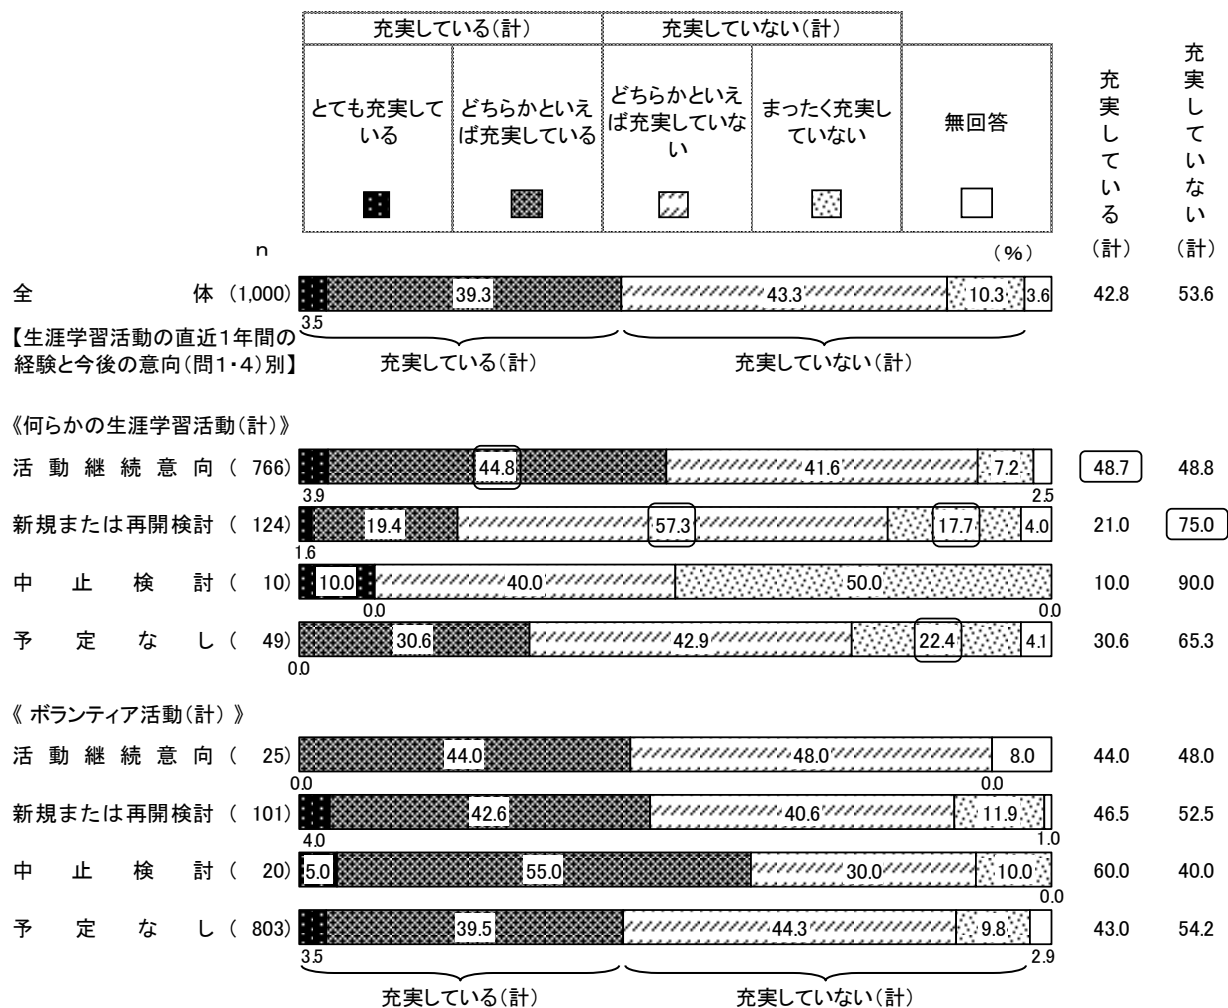 充実している(計) 充実していない(計)
とても充実して
いる
どちらかといえ
ば充実している
どちらかといえ
ば充実していな
い
まったく充実し
ていない
無回答
充実している(計)
充実していない(計)
n (%)
全体 (1,000) 39.3 43.3 10.3 3.6 42.8 53.6
3.5
【生涯学習活動の直近1年間の
経験と今後の意向(問1・4)別】
充実している(計) 充実していない(計)
《何らかの生涯学習活動(計)》
活動継続意向 ( 766) 44.8 41.6 7.2 48.7 48.8
3.9 2.5
新規または再開検討 ( 124) 19.4 57.3 17.7 4.0 21.0 75.0
1.6
中止検討 ( 10) 10.0 40.0 50.0 10.0 90.0
0.0 0.0
予定なし ( 49) 30.6 42.9 22.4 4.1 30.6 65.3
0.0
《 ボランティア活動(計) 》
活動継続意向 ( 25) 44.0 48.0 8.0 44.0 48.0
0.0 0.0
新規または再開検討 ( 101) 42.6 40.6 11.9 46.5 52.5
4.0 1.0
中止検討 ( 20) 5.0 55.0 30.0 10.0 60.0 40.0
0.0
予定なし ( 803) 39.5 44.3 9.8 43.0 54.2
3.5 2.9
充実している(計) 充実していない(計)